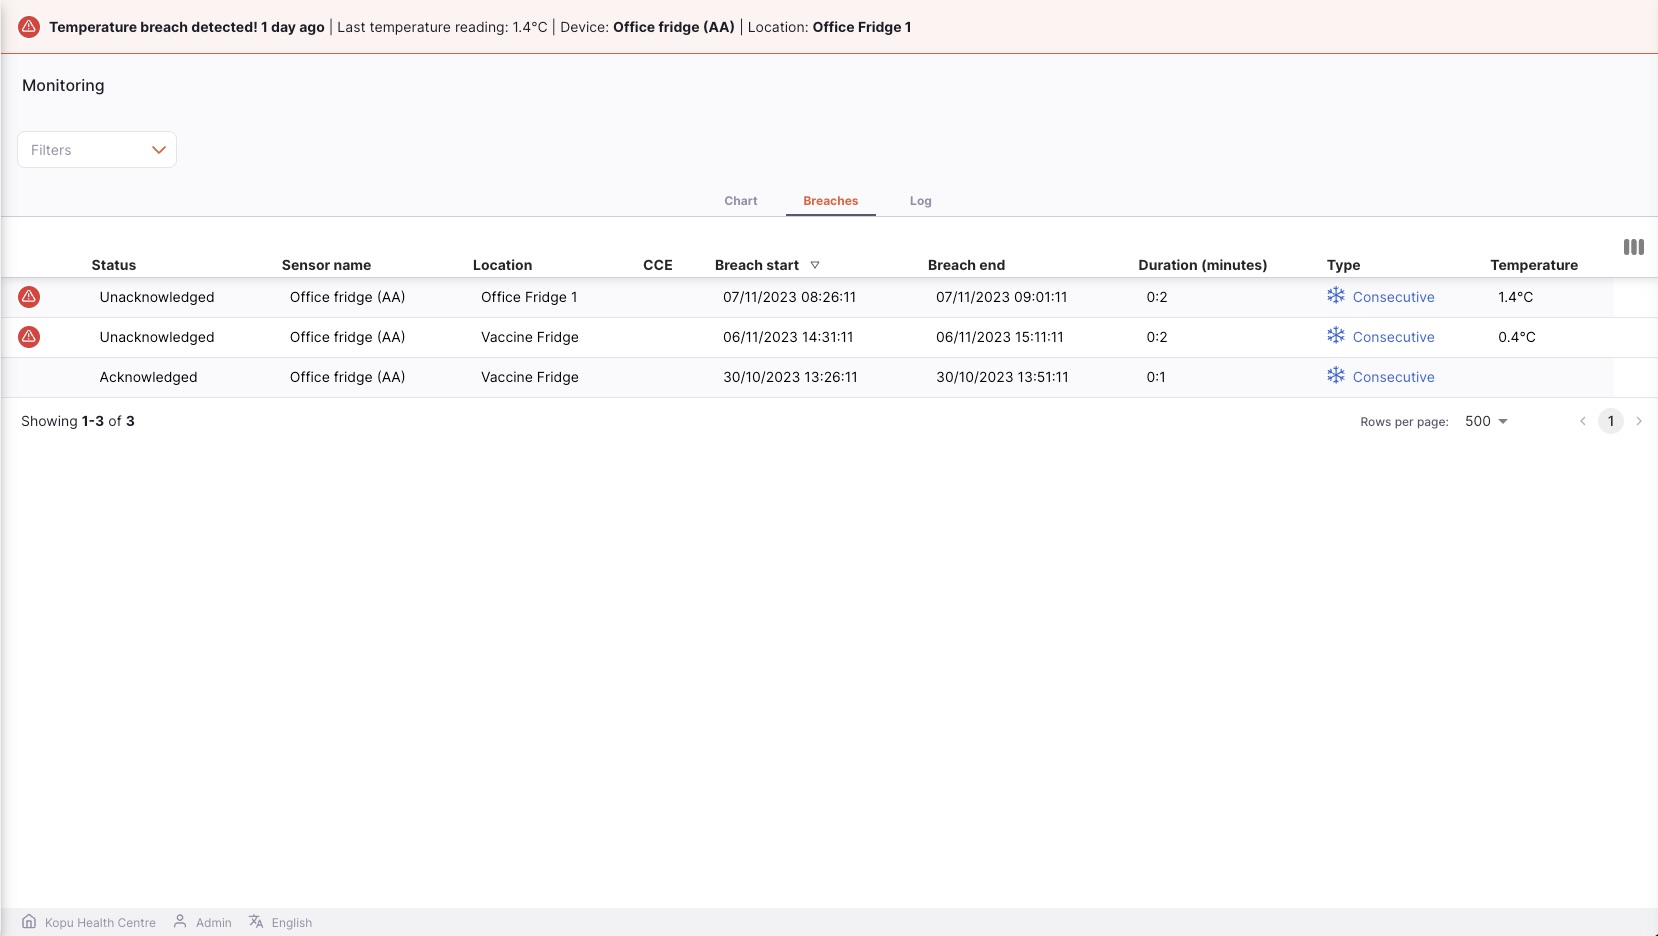 Temperature breach detected! 1 day ago | Last temperature reading: 1.4°C | Device: Office fridge (AA) | Location: Office Fridge 1
Monitoring
Filters
Chart Breaches Log
Status Sensor name Location CCE Breach start Breach end Duration (minutes) Type Temperature
Unacknowledged Office fridge (AA) Office Fridge 1 07/11/2023 08:26:11 07/11/2023 09:01:11 0:2 Consecutive 1.4°C
Unacknowledged Office fridge (AA) Vaccine Fridge 06/11/2023 14:31:11 06/11/2023 15:11:11 0:2 Consecutive 0.4°C
Acknowledged Office fridge (AA) Vaccine Fridge 30/10/2023 13:26:11 30/10/2023 13:51:11 0:1 Consecutive
Showing 1-3 of 3 Rows per page: 500 1
Kopu Health Centre Admin English